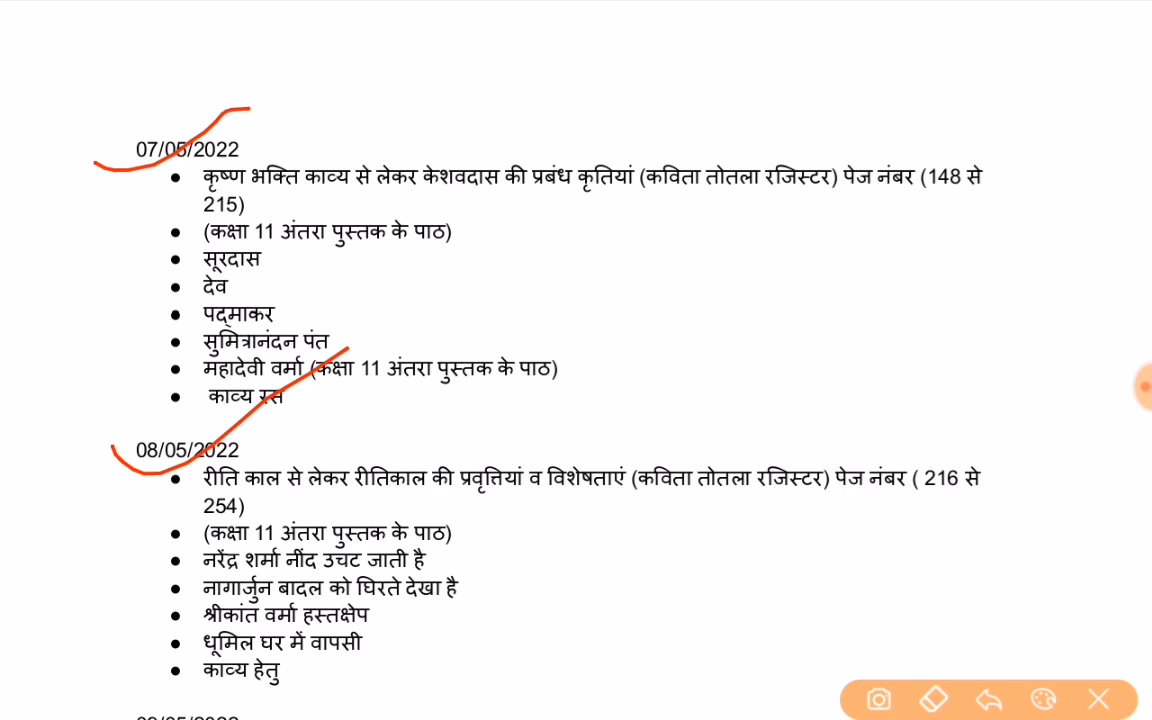 07/05/2022
● कृष्ण भक्ति काव्य से लेकर केशवदास की प्रबंध कृतियां (कविता तोतला रजिस्टर) पेज नंबर (148 से
215)
● (कक्षा 11 अंतरा पुस्तक के पाठ)
● सूरदास
● देव
● पद्माकर
● सुमित्रानंदन पंत
● महादेवी वर्मा (कक्षा 11 अंतरा पुस्तक के पाठ)
● काव्य रस
08/05/2022
● रीति काल से लेकर रीतिकाल की प्रवृत्तियां व विशेषताएं (कविता तोतला रजिस्टर) पेज नंबर ( 216 से
254)
● (कक्षा 11 अंतरा पुस्तक के पाठ)
● नरेंद्र शर्मा नींद उचट जाती है
● नागार्जुन बादल को घिरते देखा है
● श्रीकांत वर्मा हस्तक्षेप
● धूमिल घर में वापसी
● काव्य हेतु